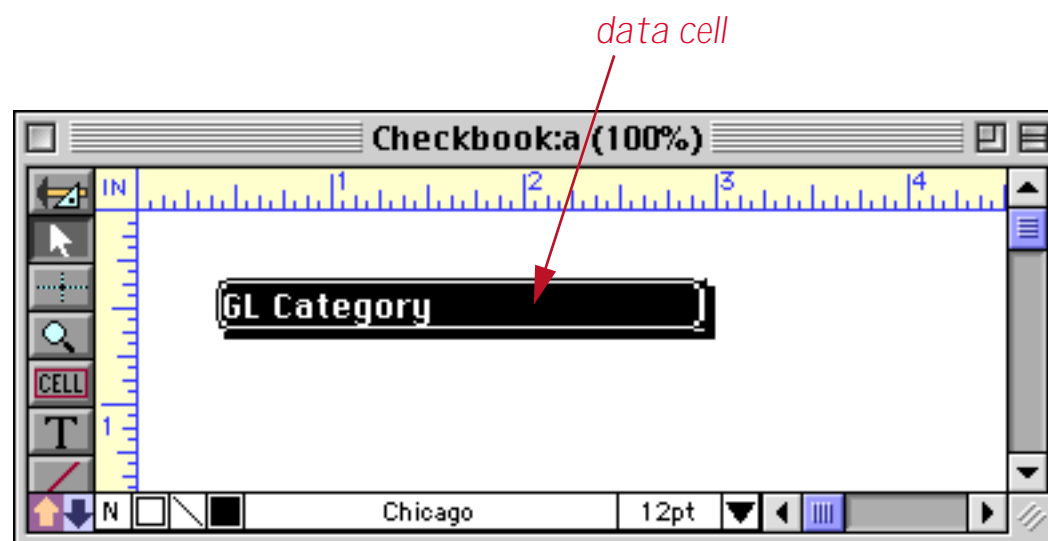 data cell
Checkbook:a (100%)
IN 1 2 3 4
GL Category
CELL
T
1
N Chicago 12pt